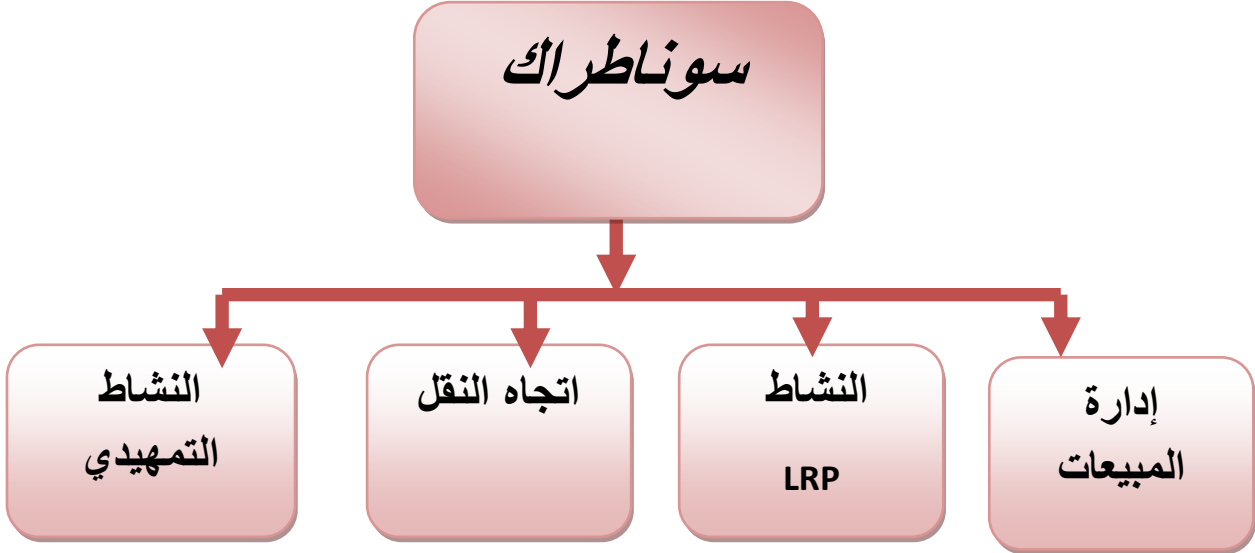 سوناطراك
إدارة
المبيعات
النشاط
LRP
اتجاه النقل
النشاط
التمهيدي